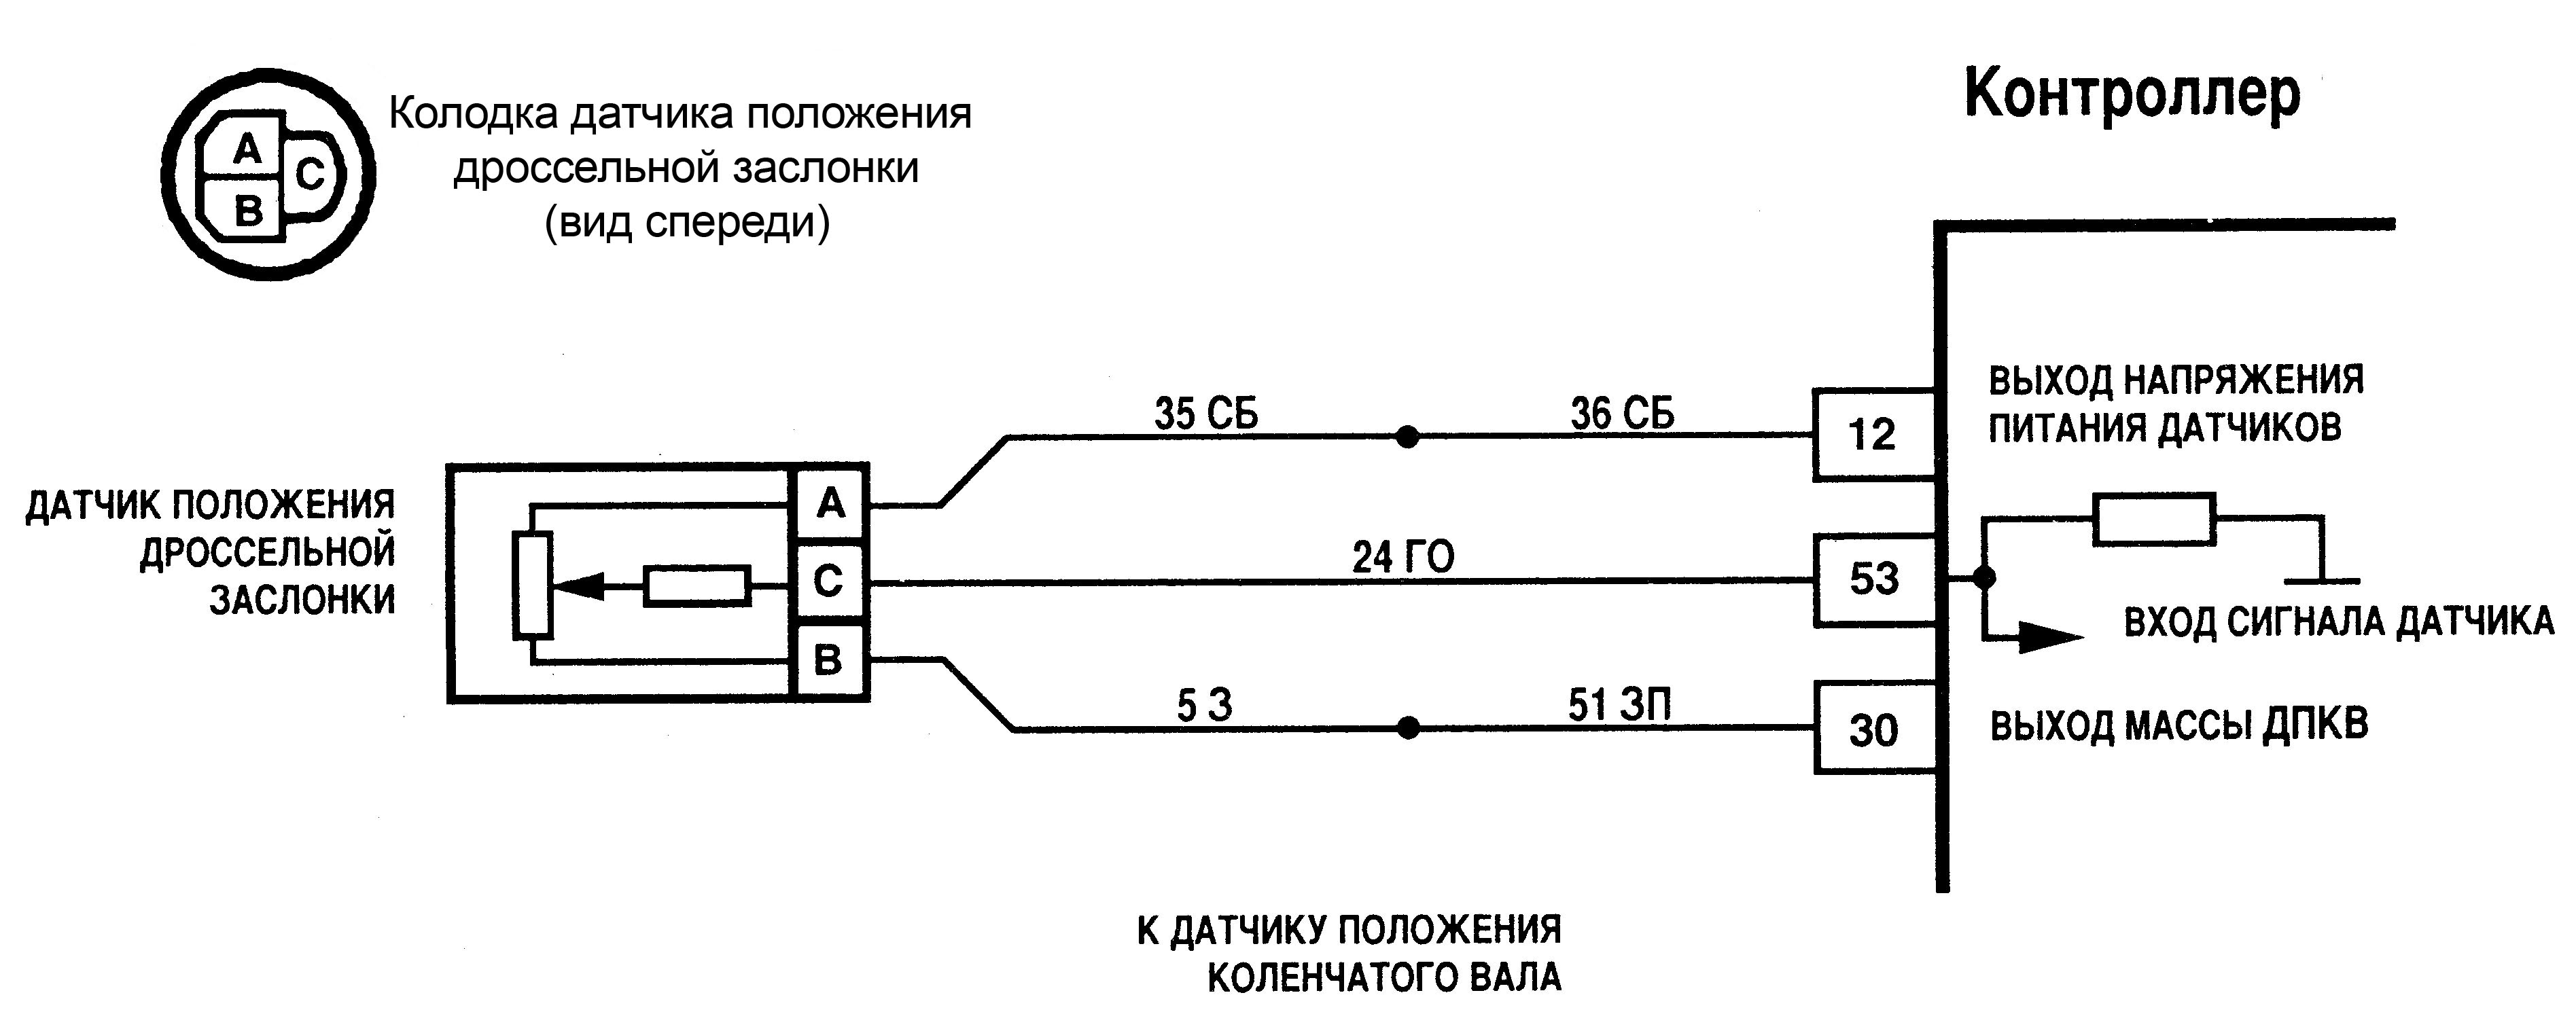 Колодка датчика положения
дроссельной заслонки
(вид спереди)
A
B
C
Контроллер
ДАТЧИК ПОЛОЖЕНИЯ
ДРОССЕЛЬНОЙ
ЗАСЛОНКИ
A
C
B
35 СБ
36 СБ
24 ГО
5 З
51 ЗП
12
53
30
ВЫХОД НАПРЯЖЕНИЯ
ПИТАНИЯ ДАТЧИКОВ
ВХОД СИГНАЛА ДАТЧИКА
ВЫХОД МАССЫ ДПКВ
К ДАТЧИКУ ПОЛОЖЕНИЯ
КОЛЕНЧАТОГО ВАЛА